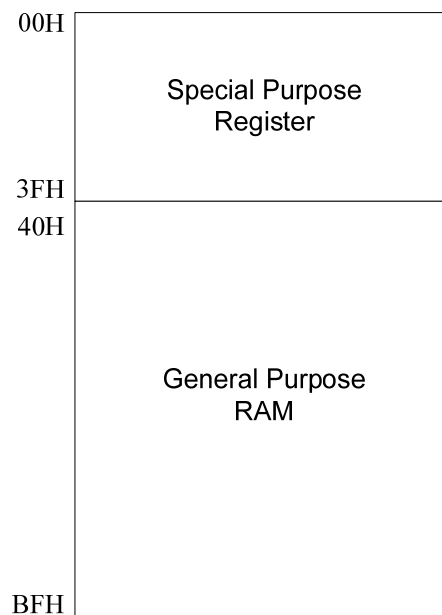 00H
Special Purpose
Register
3FH
40H
General Purpose
RAM
BFH